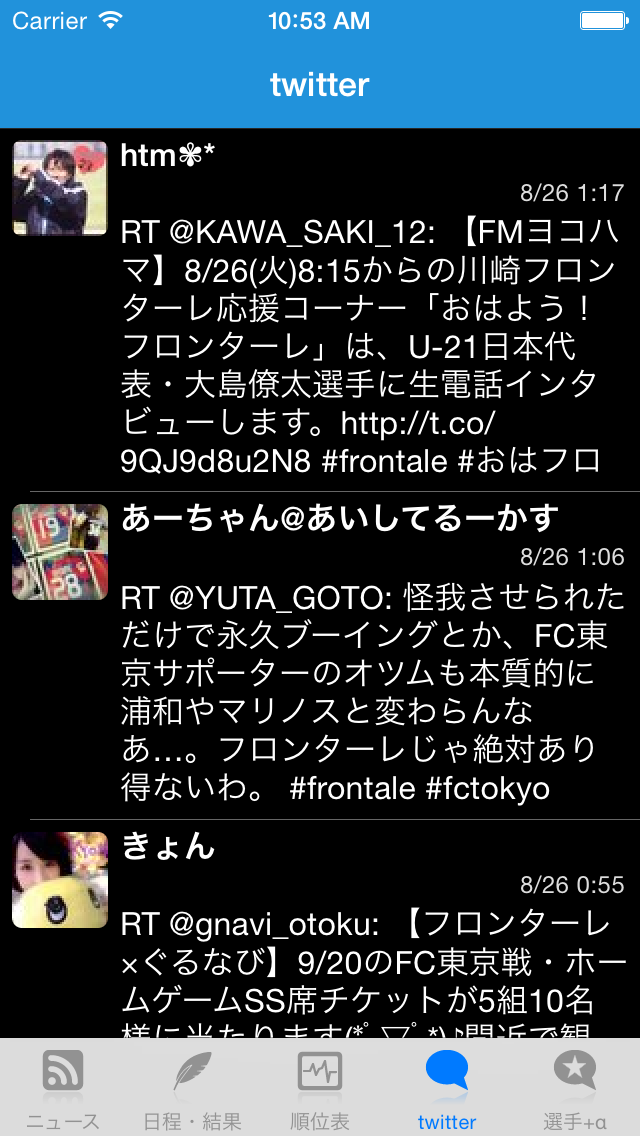 Carrier 10:53 AM
twitter
htm✾*
8/26 1:17
RT @KAWA_SAKI_12: 【FMヨコハ
マ】8/26(火)8:15からの川崎フロン
ターレ応援コーナー「おはよう！
フロンターレ」は、U-21日本代
表・大島僚太選手に生電話インタ
ビューします。http://t.co/
9QJ9d8u2N8 #frontale #おはフロ
あーちゃん@あいしてるーかす
8/26 1:06
RT @YUTA_GOTO: 怪我させられた
だけで永久ブーイングとか、FC東
京サポーターのオツムも本質的に
浦和やマリノスと変わらんな
あ…。フロンターレじゃ絶対あり
得ないわ。 #frontale #fctokyo
きょん
8/26 0:55
RT @gnavi_otoku: 【フロンターレ
×ぐるなび】9/20のFC東京戦・ホー
ムゲームSS席チケットが5組10名
様に当たります(*ﾟ▽ﾟ*)♪間近で観
ニュース 日程・結果 順位表 twitter 選手+α